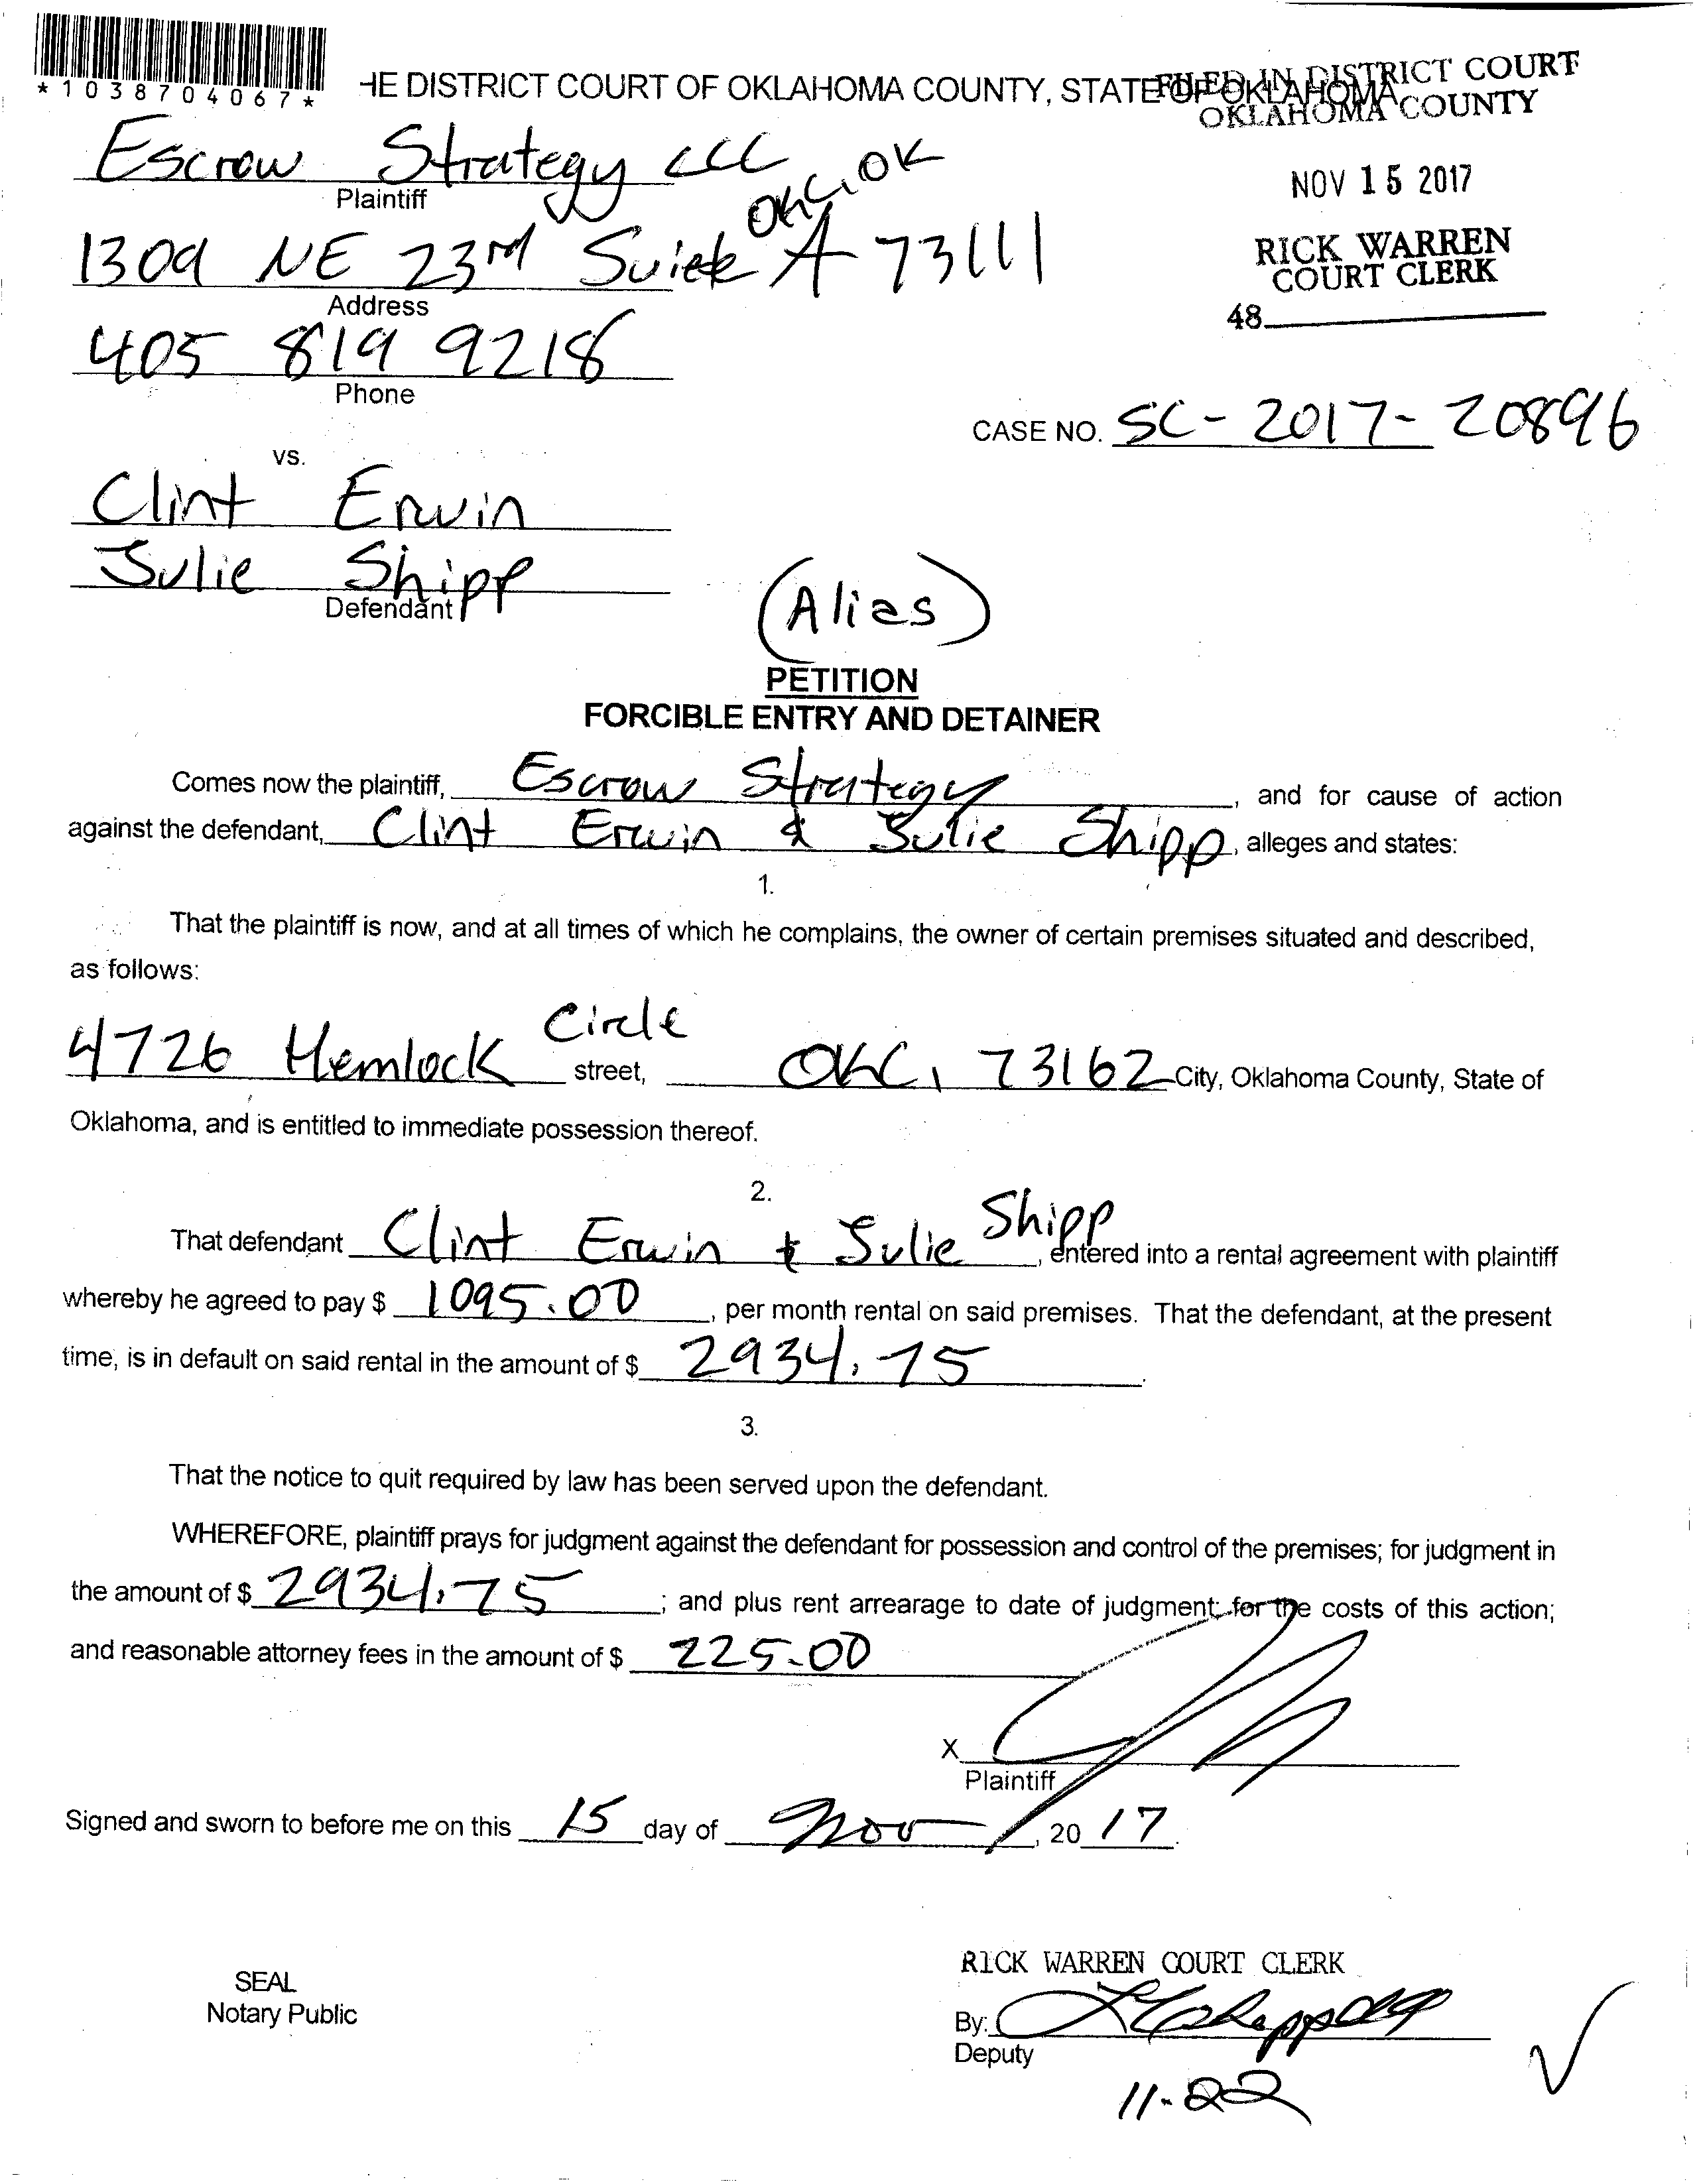 *1038704067*
HE DISTRICT COURT OF OKLAHOMA COUNTY, STATE OF OKLAHOMA
FILED IN DISTRICT COURT
OKLAHOMA COUNTY
NOV 15 2017
RICK WARREN
COURT CLERK
48
Escrow Strategy LLC
Plaintiff
OKC, OK
1309 NE 23rd Suite A 73111
Address
405 819 9218
Phone
CASE NO. SC-2017-20896
vs.
Clint Erwin
Julie Shipp
Defendant
(Alias)
PETITION
FORCIBLE ENTRY AND DETAINER
Comes now the plaintiff, Escrow Strategy, and for cause of action
against the defendant, Clint Erwin & Julie Shipp, alleges and states:
1.
That the plaintiff is now, and at all times of which he complains, the owner of certain premises situated and described,
as follows:
4726 Hemlock Circle street, OKC, 73162 City, Oklahoma County, State of
Oklahoma, and is entitled to immediate possession thereof.
2.
That defendant Clint Erwin & Julie Shipp, entered into a rental agreement with plaintiff
whereby he agreed to pay $ 1095.00, per month rental on said premises. That the defendant, at the present
time, is in default on said rental in the amount of $ 2934.75.
3.
That the notice to quit required by law has been served upon the defendant.
WHEREFORE, plaintiff prays for judgment against the defendant for possession and control of the premises; for judgment in
the amount of $ 2934.75; and plus rent arrearage to date of judgment; for the costs of this action;
and reasonable attorney fees in the amount of $ 225.00
X
Plaintiff
Signed and sworn to before me on this 15 day of Nov, 2017.
SEAL
Notary Public
RICK WARREN COURT CLERK
By:
Deputy
11-22